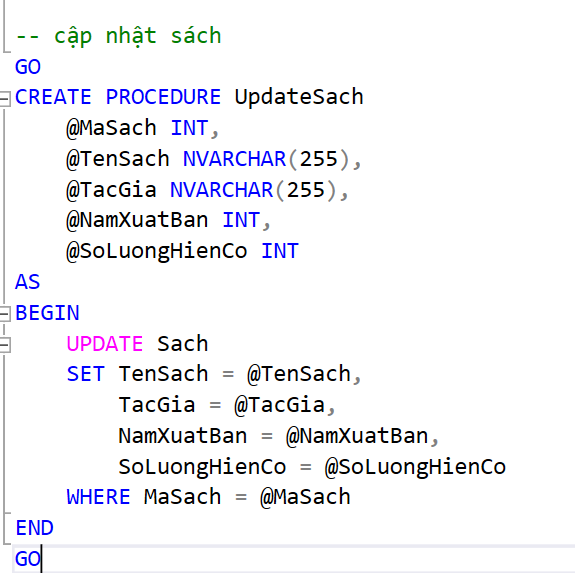 -- cập nhật sách
GO
CREATE PROCEDURE UpdateSach
    @MaSach INT,
    @TenSach NVARCHAR(255),
    @TacGia NVARCHAR(255),
    @NamXuatBan INT,
    @SoLuongHienCo INT
AS
BEGIN
    UPDATE Sach
    SET TenSach = @TenSach,
        TacGia = @TacGia,
        NamXuatBan = @NamXuatBan,
        SoLuongHienCo = @SoLuongHienCo
    WHERE MaSach = @MaSach
END
GO